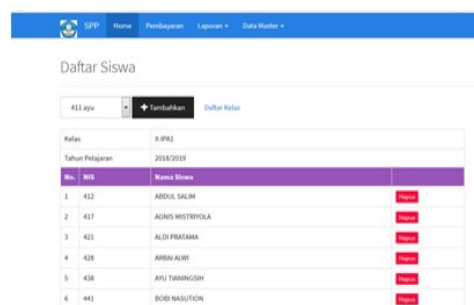 SPP Home Pembayaran Laporan Data Master
Daftar Siswa
411 ayu + Tambahkan Daftar Kelas
Kelas X-IPA1
Tahun Pelajaran 2018/2019
No. NIS Nama Siswa
1 412 ABDUL SALIM Hapus
2 417 AGNIS MISTRIYOLA Hapus
3 421 ALDI PRATAMA Hapus
4 428 ARBAI ALWI Hapus
5 438 AYU TIANINGSIH Hapus
6 441 BOBI NASUTION Hapus